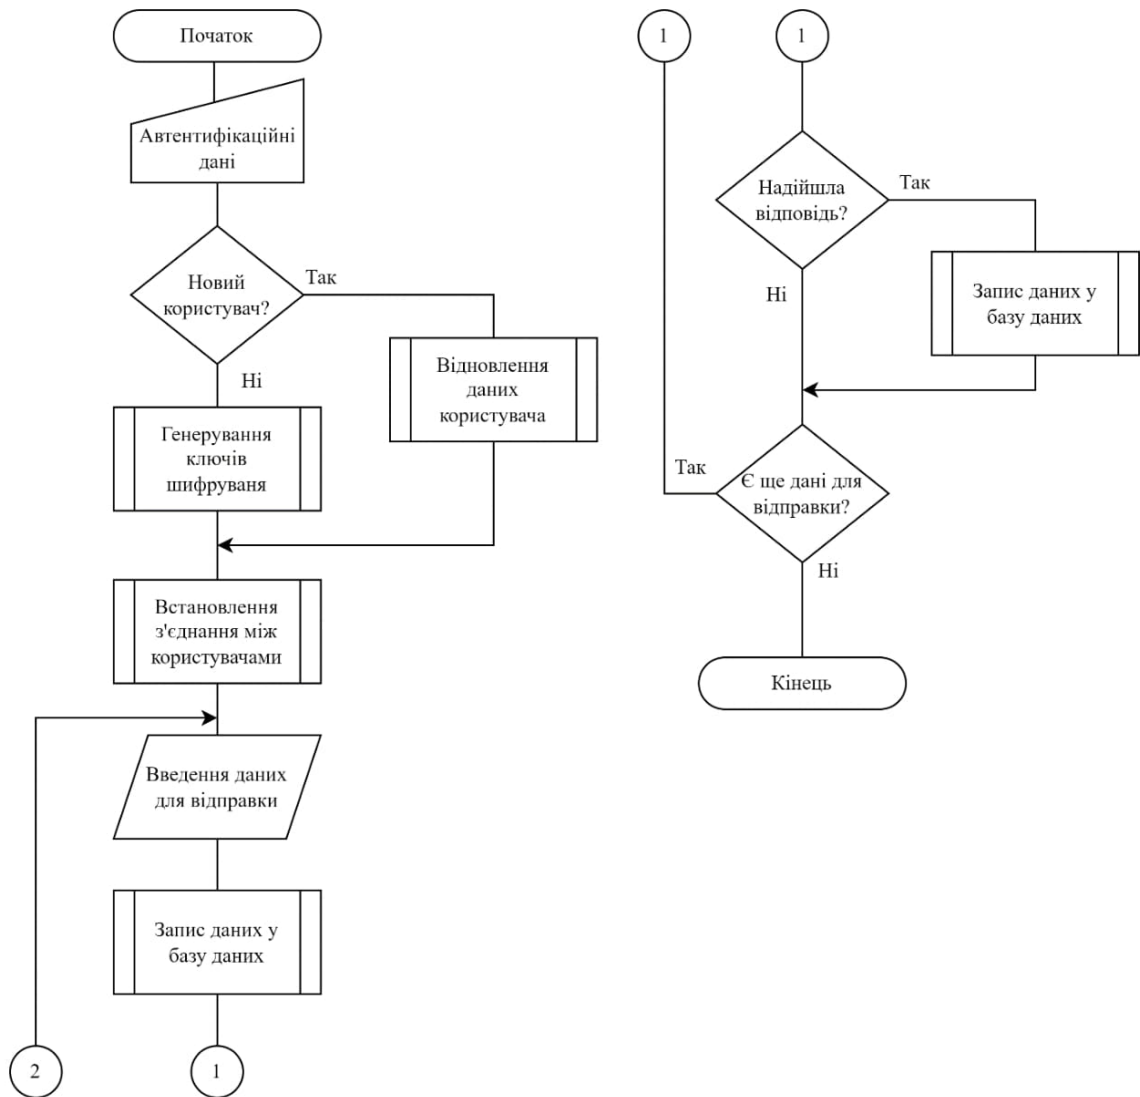 Початок
Автентифікаційні
дані
Новий
користувач?
Так
Ні
Відновлення
даних
користувача
Генерування
ключів
шифруваня
Встановлення
з'єднання між
користувачами
Введення даних
для відправки
Запис даних у
базу даних
2
1
1
1
Надійшла
відповідь?
Так
Ні
Запис даних у
базу даних
Так
Є ще дані для
відправки?
Ні
Кінець